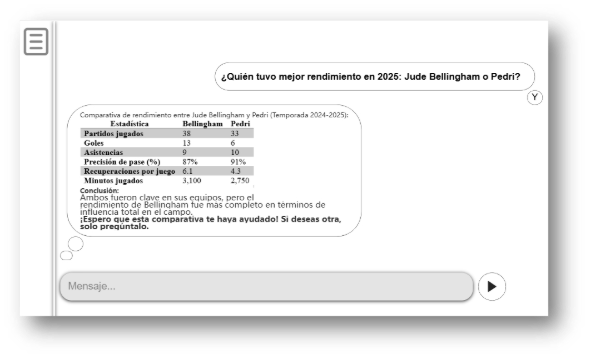 ¿Quién tuvo mejor rendimiento en 2025: Jude Bellingham o Pedri?
Y
Comparativa de rendimiento entre Jude Bellingham y Pedri (Temporada 2024-2025):
Estadística Bellingham Pedri
Partidos jugados 38 33
Goles 13 6
Asistencias 9 10
Precisión de pase (%) 87% 91%
Recuperaciones por juego 6.1 4.3
Minutos jugados 3,100 2,750
Conclusión:
Ambos fueron clave en sus equipos, pero el
rendimiento de Bellingham fue más completo en términos de
influencia total en el campo.
¡Espero que esta comparativa te haya ayudado! Si deseas otra,
solo pregúntalo.
Mensaje...